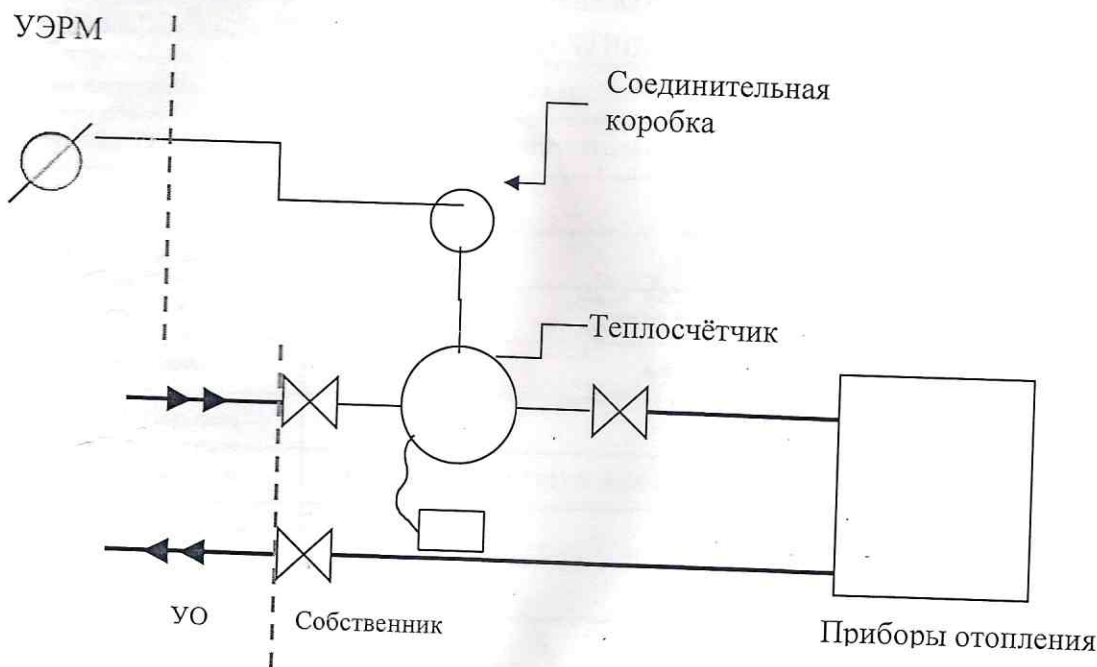 УЭРМ
Соединительная
коробка
Теплосчётчик
УО
Собственник
Приборы отопления